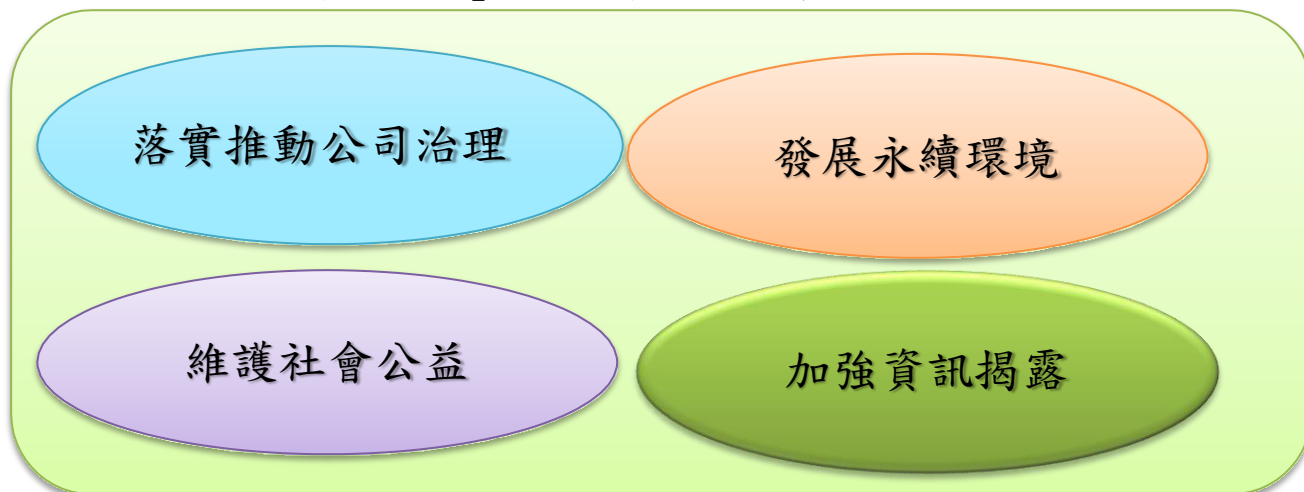 落實推動公司治理
發展永續環境
維護社會公益
加強資訊揭露